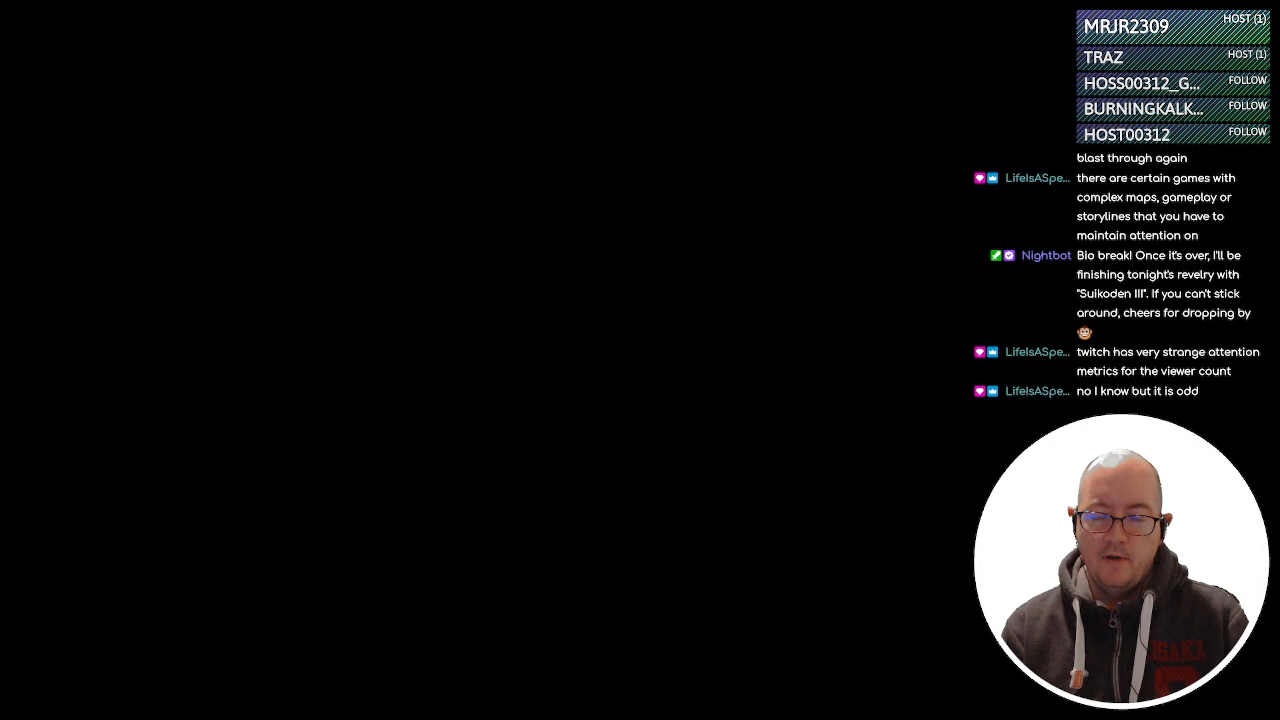 MRJR2309 HOST (1)
TRAZ HOST (1)
HOSS00312_G... FOLLOW
BURNINGKALK... FOLLOW
HOST00312 FOLLOW
blast through again
LifeIsASpe... there are certain games with
complex maps, gameplay or
storylines that you have to
maintain attention on
Nightbot Bio break! Once it's over, I'll be
finishing tonight's revelry with
"Suikoden III". If you can't stick
around, cheers for dropping by
LifeIsASpe... twitch has very strange attention
metrics for the viewer count
LifeIsASpe... no I know but it is odd
OSAKA